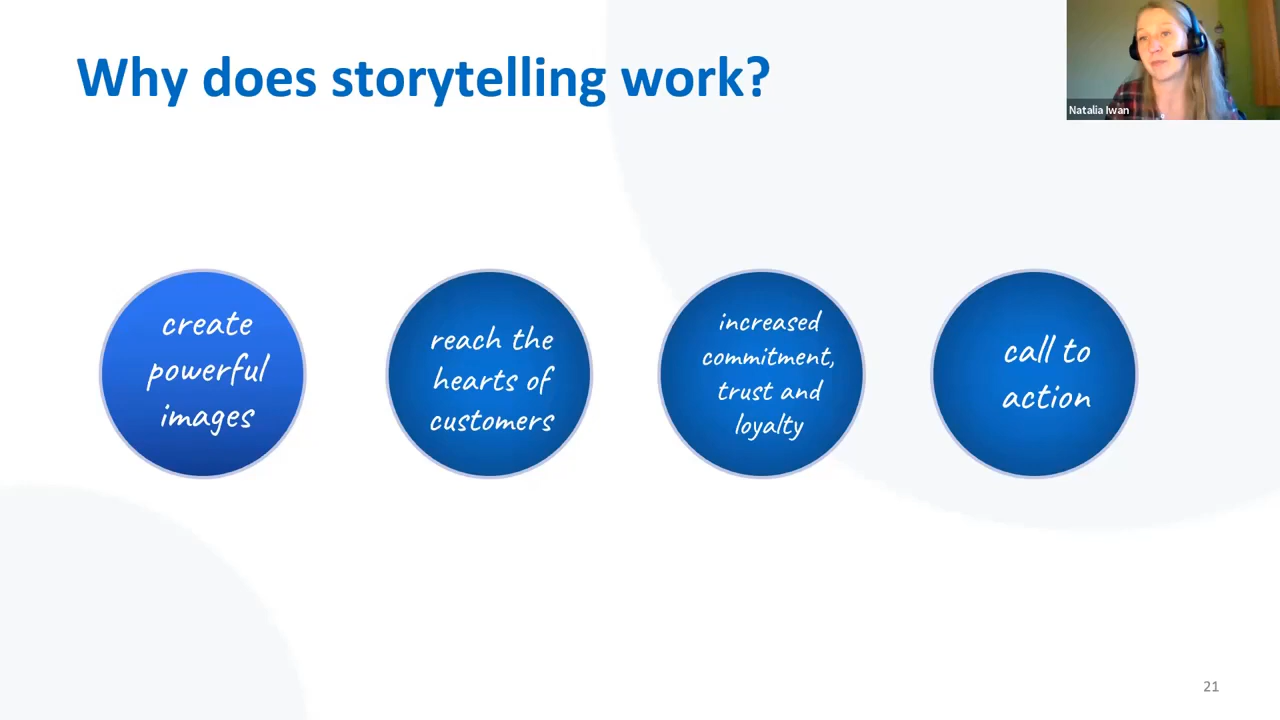 Why does storytelling work?
Natalia Iwan
create
powerful
images
reach the
hearts of
customers
increased
commitment,
trust and
loyalty
call to
action
21